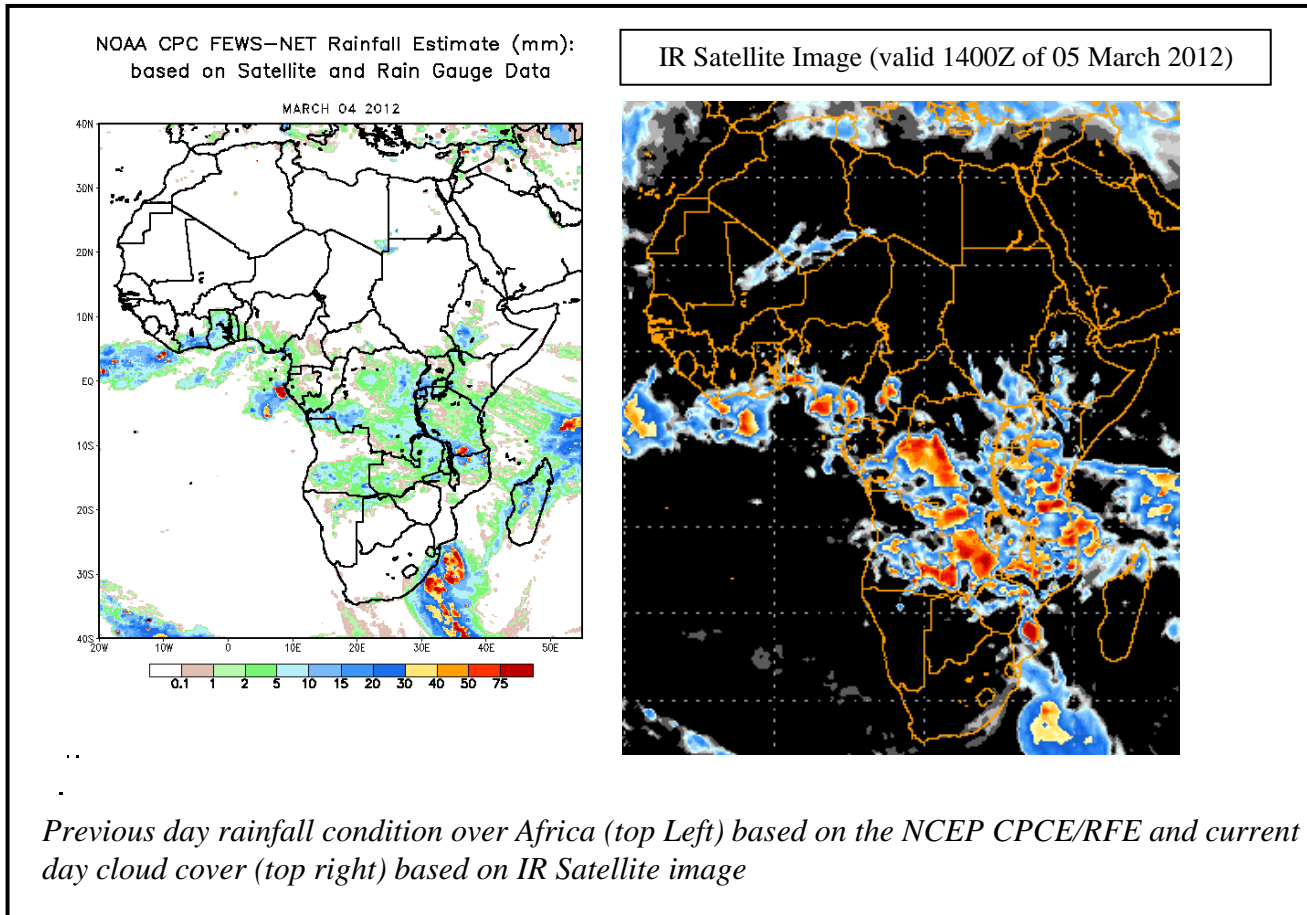 NOAA CPC FEWS-NET Rainfall Estimate (mm):
based on Satellite and Rain Gauge Data
MARCH 04 2012
IR Satellite Image (valid 1400Z of 05 March 2012)
40N
30N
20N
10N
EQ
10S
20S
30S
40S
20W 10W 0 10E 20E 30E 40E 50E
0.1 1 2 5 10 15 20 30 40 50 75
Previous day rainfall condition over Africa (top Left) based on the NCEP CPCE/RFE and current
day cloud cover (top right) based on IR Satellite image